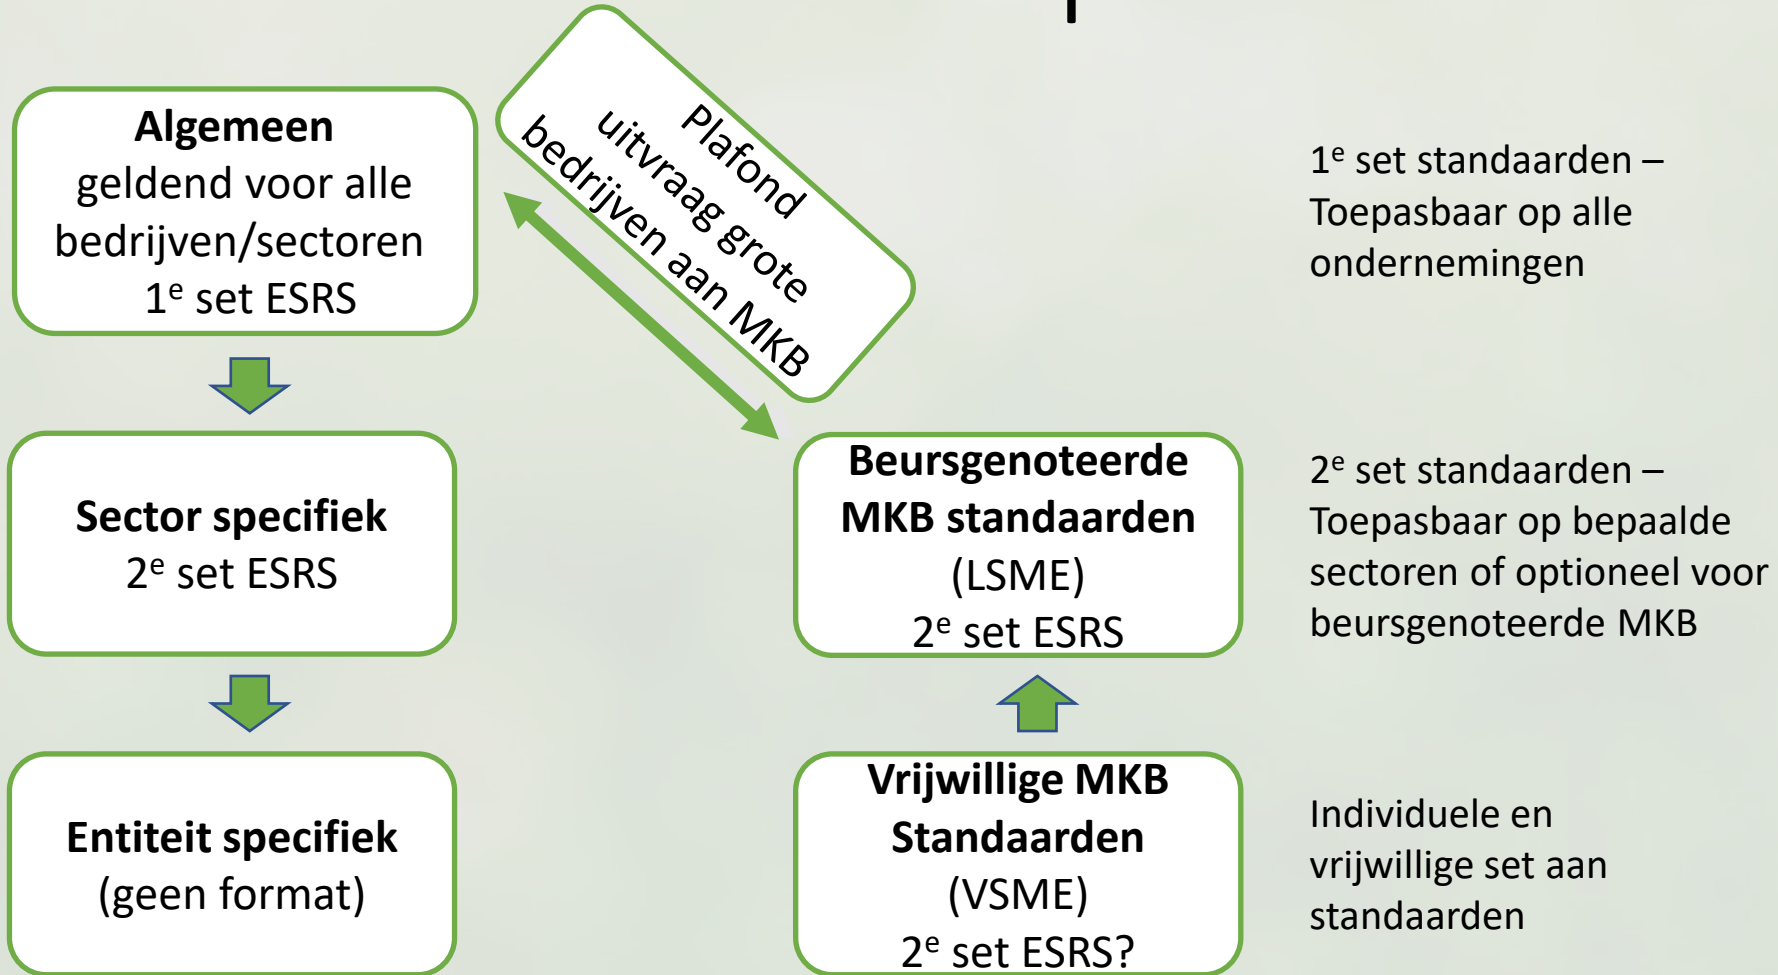 Algemeen
geldend voor alle
bedrijven/sectoren
1e set ESRS
Plafond
uitvraag grote
bedrijven aan MKB
1e set standaarden –
Toepasbaar op alle
ondernemingen
Sector specifiek
2e set ESRS
Beursgenoteerde
MKB standaarden
(LSME)
2e set ESRS
2e set standaarden –
Toepasbaar op bepaalde
sectoren of optioneel voor
beursgenoteerde MKB
Entiteit specifiek
(geen format)
Vrijwillige MKB
Standaarden
(VSME)
2e set ESRS?
Individuele en
vrijwillige set aan
standaarden